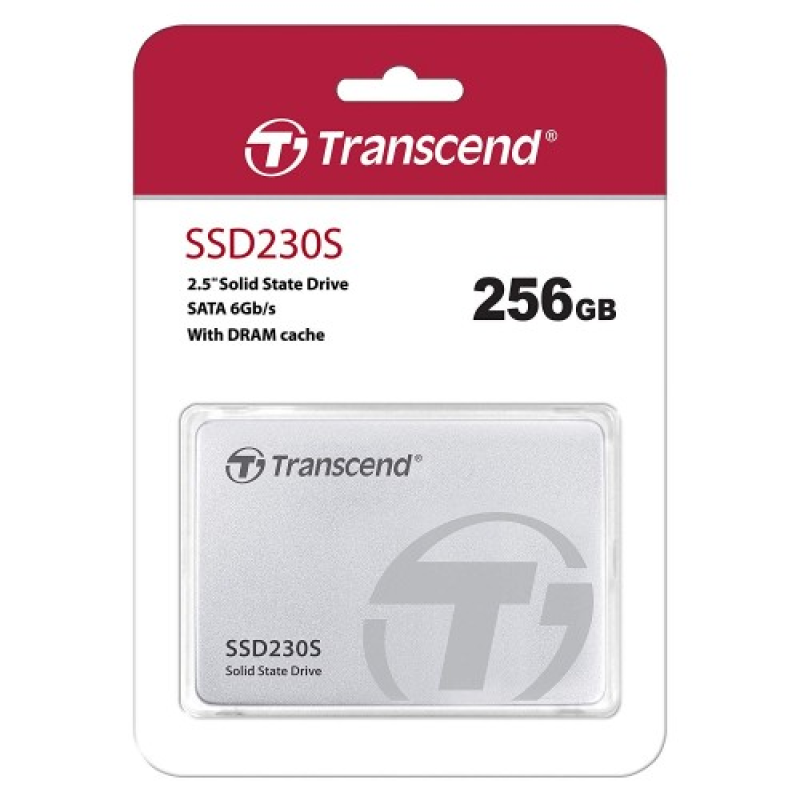 Transcend®
SSD230S
2.5" Solid State Drive
SATA 6Gb/s
With DRAM cache
256GB
Transcend®
SSD230S
Solid State Drive